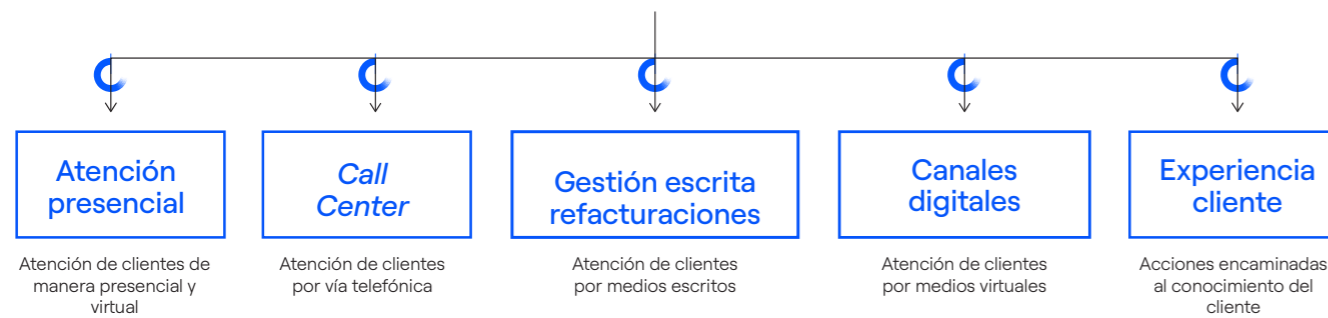 Atención
presencial
Atención de clientes de
manera presencial y
virtual
Call
Center
Atención de clientes
por vía telefónica
Gestión escrita
refacturaciones
Atención de clientes
por medios escritos
Canales
digitales
Atención de clientes
por medios virtuales
Experiencia
cliente
Acciones encaminadas
al conocimiento del
cliente